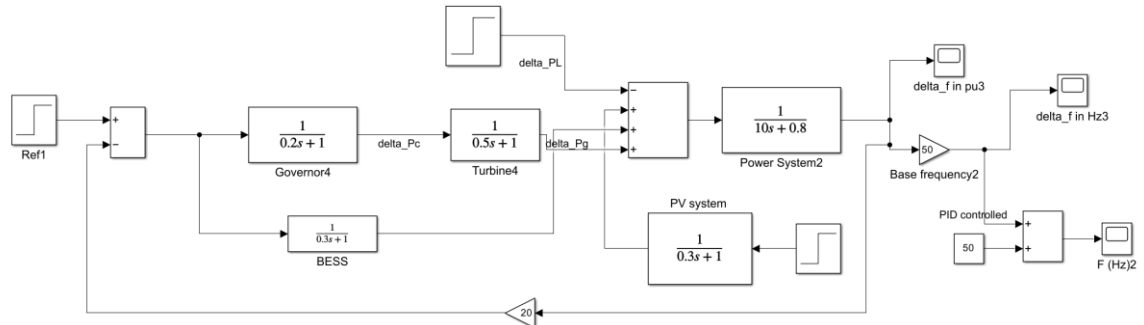 delta_PL
delta_f in pu3
delta_f in Hz3
Ref1
+
−
1
0.2s + 1
Governor4
delta_Pc
1
0.5s + 1
Turbine4
delta_Pg
−
+
+
+
1
10s + 0.8
Power System2
50
Base frequency2
1
0.3s + 1
BESS
PV system
1
0.3s + 1
PID controlled
50
+
+
F (Hz)2
20